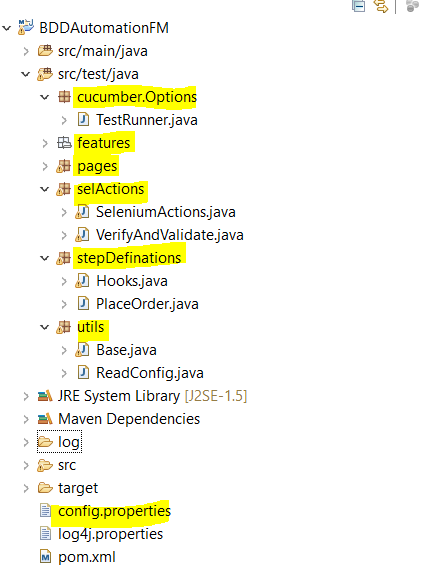 BDDAutomationFM
src/main/java
src/test/java
cucumber.Options
TestRunner.java
features
pages
selActions
SeleniumActions.java
VerifyAndValidate.java
stepDefinations
Hooks.java
PlaceOrder.java
utils
Base.java
ReadConfig.java
JRE System Library [J2SE-1.5]
Maven Dependencies
log
src
target
config.properties
log4j.properties
pom.xml